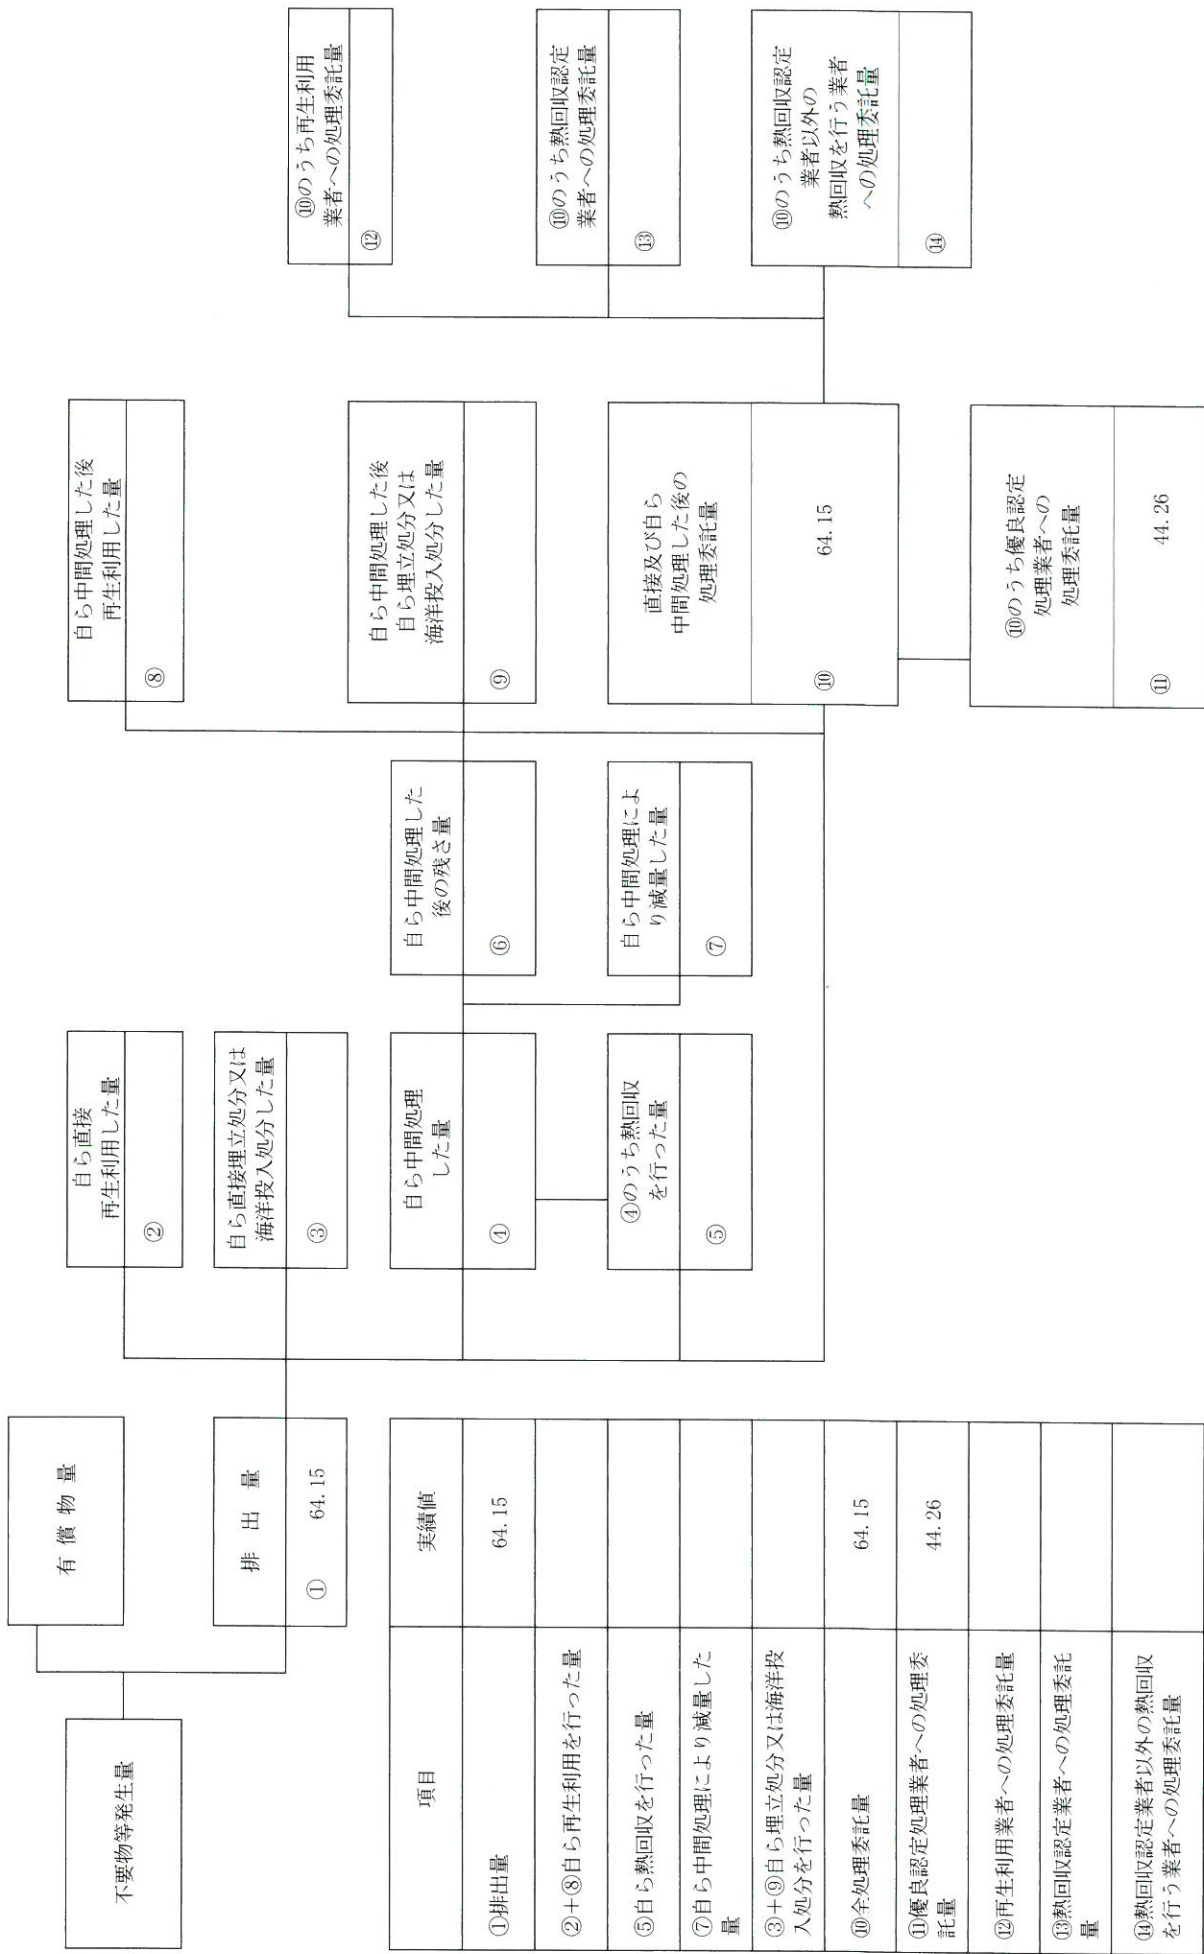 不要物等発生量
有償物量
排出量
① 64.15
自ら直接
再生利用した量
②
自ら直接埋立処分又は
海洋投入処分した量
③
自ら中間処理
した量
④
④のうち熱回収
を行った量
⑤
自ら中間処理した
後の残さ量
⑥
自ら中間処理によ
り減量した量
⑦
自ら中間処理した後
再生利用した量
⑧
自ら中間処理した後
自ら埋立処分又は
海洋投入処分した量
⑨
直接及び自ら
中間処理した後の
処理委託量
⑩ 64.15
⑩のうち優良認定
処理業者への
処理委託量
⑪ 44.26
⑩のうち再生利用
業者への処理委託量
⑫
⑩のうち熱回収認定
業者への処理委託量
⑬
⑩のうち熱回収認定
業者以外の
熱回収を行う業者
への処理委託量
⑭
項目 実績値
①排出量 64.15
②+⑧自ら再生利用を行った量
⑤自ら熱回収を行った量
⑦自ら中間処理により減量した
量
③+⑨自ら埋立処分又は海洋投
入処分を行った量
⑩全処理委託量 64.15
⑪優良認定処理業者への処理委
託量 44.26
⑫再生利用業者への処理委託量
⑬熱回収認定業者への処理委託
量
⑭熱回収認定業者以外の熱回収
を行う業者への処理委託量